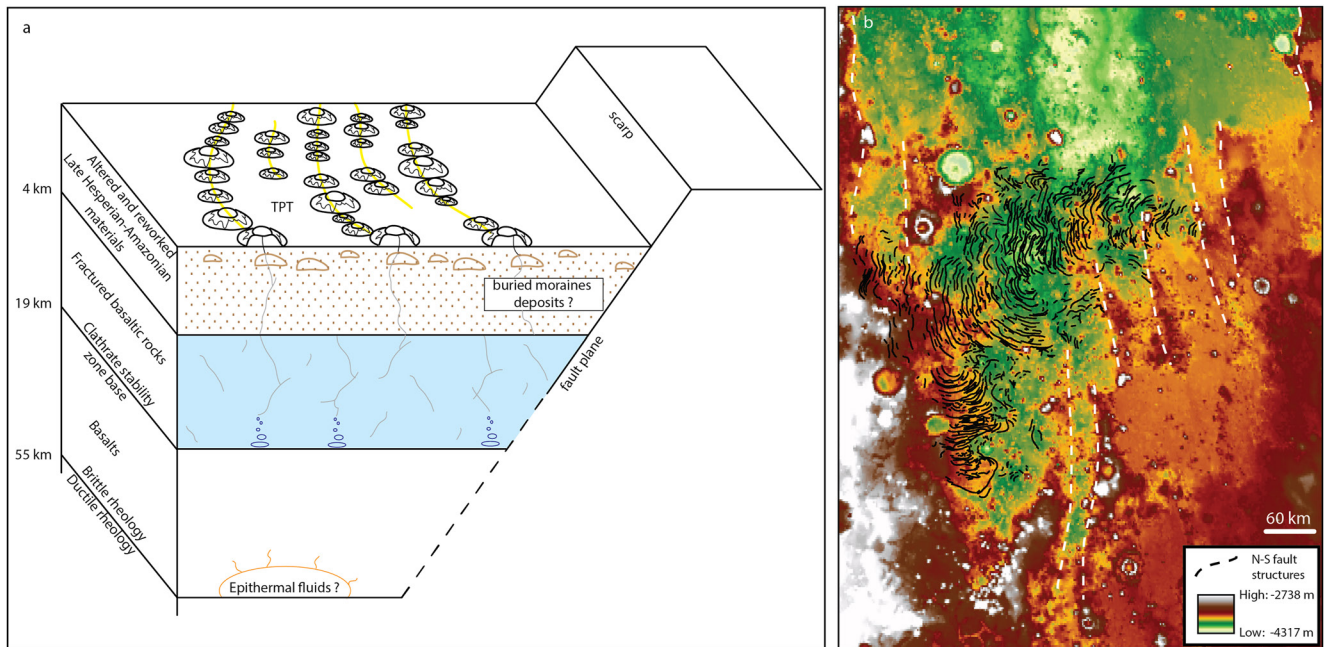 a
scarp
Altered and reworked
Late Hesperian-Amazonian
materials
4 km
TPT
buried moraines
deposits ?
Fractured basaltic rocks
19 km
fault plane
Clathrate stability
zone base
Basalts
55 km
Brittle rheology
Ductile rheology
Epithermal fluids ?
b
60 km
N-S fault
structures
High: -2738 m
Low: -4317 m